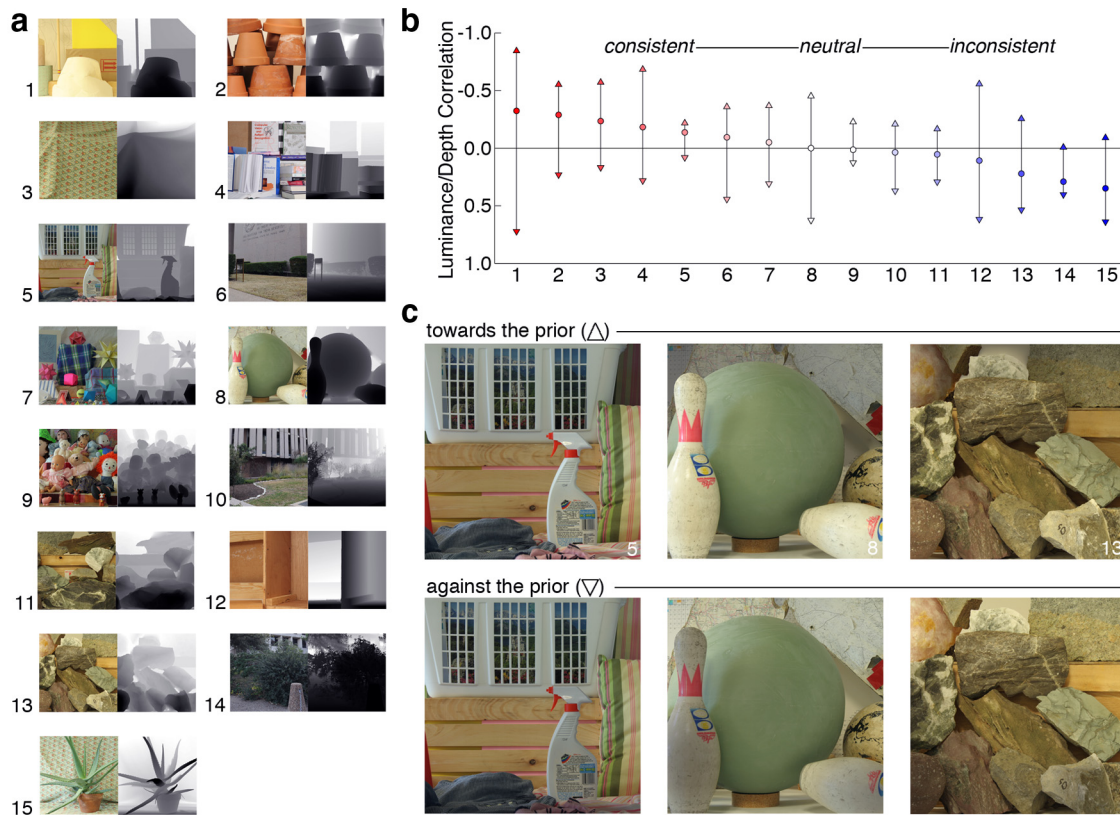 a
1
2
3
4
5
6
7
8
9
10
11
12
13
14
15
b
Luminance/Depth Correlation
-1.0
-0.5
0.0
0.5
1.0
consistent
neutral
inconsistent
1 2 3 4 5 6 7 8 9 10 11 12 13 14 15
c
towards the prior (△)
5
8
13
against the prior (▽)